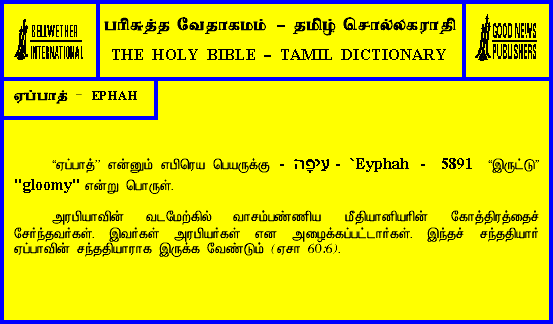 BELLWETHER
INTERNATIONAL
பரிசுத்த வேதாகமம் – தமிழ் சொல்லகராதி
THE HOLY BIBLE – TAMIL DICTIONARY
GOOD NEWS
PUBLISHERS
ஏப்பாத் – EPHAH
“ஏப்பாத்” என்னும் எபிரெய பெயருக்கு - עֵיפָה - `Eyphah - 5891 “இருட்டு”
"gloomy" என்று பொருள்.
அரபியாவின் வடமேற்கில் வாசம்பண்ணிய மீதியானியரின் கோத்திரத்தைச்
சேர்ந்தவர்கள். இவர்கள் அரபியர்கள் என அழைக்கப்பட்டார்கள். இந்தச் சந்ததியார்
ஏப்பாவின் சந்ததியாராக இருக்க வேண்டும் (ஏசா 60:6).